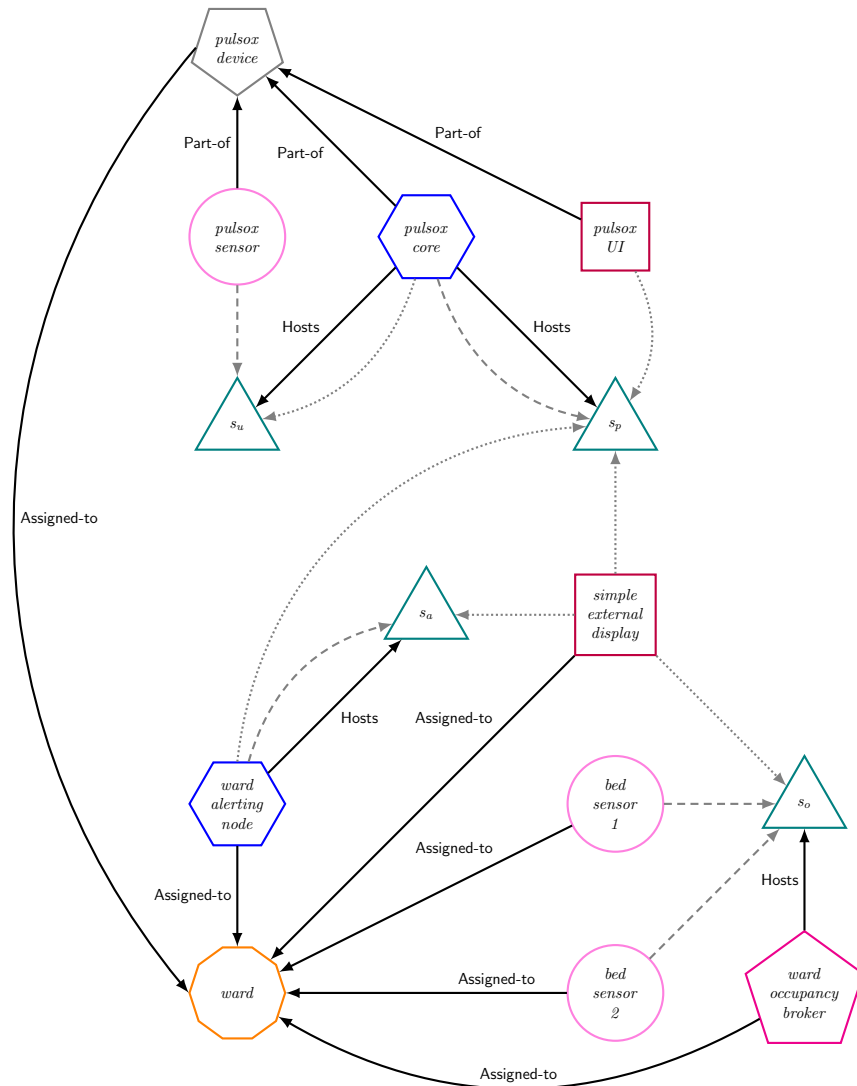 pulsox
device
Part-of
Part-of
Part-of
pulsox
sensor
pulsox
core
pulsox
UI
Hosts
Hosts
s_u
s_p
Assigned-to
s_a
simple
external
display
Hosts
Assigned-to
ward
alerting
node
bed
sensor
1
s_o
Assigned-to
Hosts
Assigned-to
ward
bed
sensor
2
Assigned-to
ward
occupancy
broker
Assigned-to